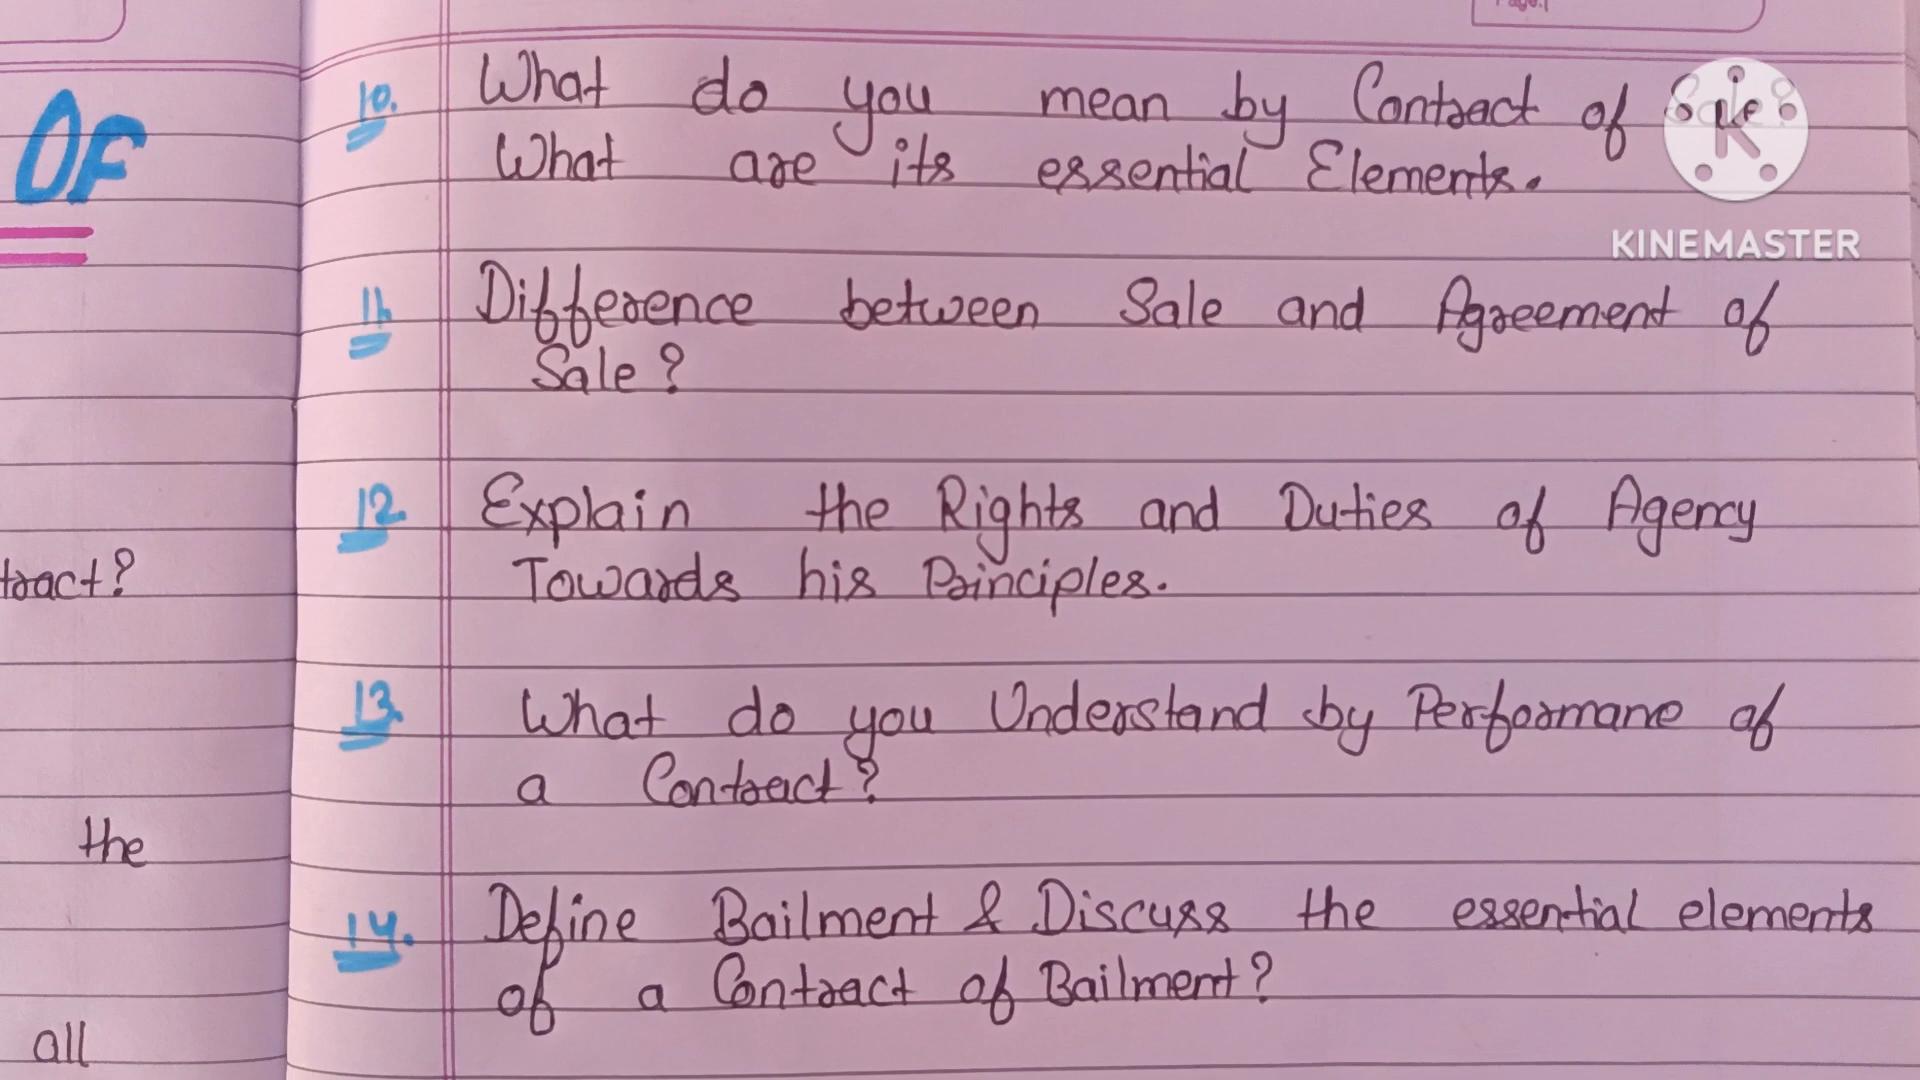 Page.
OF
tract?
the
all
10. What do you mean by Contract of Sale?
What are its essential Elements.
11. Difference between Sale and Agreement of
Sale?
12. Explain the Rights and Duties of Agency
Towards his Principles.
13. What do you Understand by Performane of
a Contract?
14. Define Bailment & Discuss the essential elements
of a Contract of Bailment?
KINEMASTER